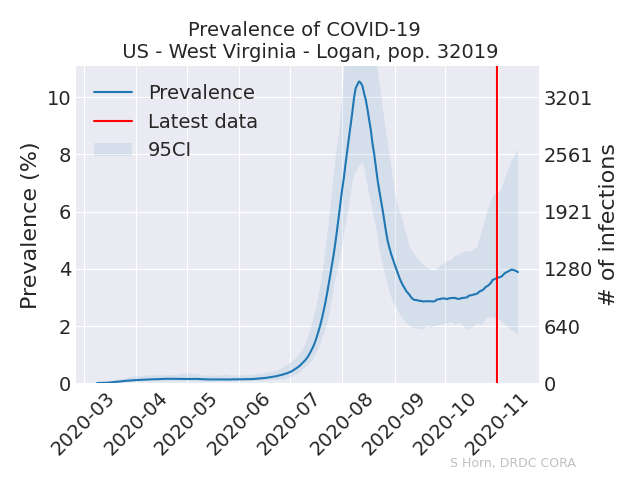 Prevalence of COVID-19
US - West Virginia - Logan, pop. 32019
Prevalence
Latest data
95CI
Prevalence (%)
10
8
6
4
2
0
# of infections
3201
2561
1921
1280
640
0
2020-03
2020-04
2020-05
2020-06
2020-07
2020-08
2020-09
2020-10
2020-11
S Horn, DRDC CORA